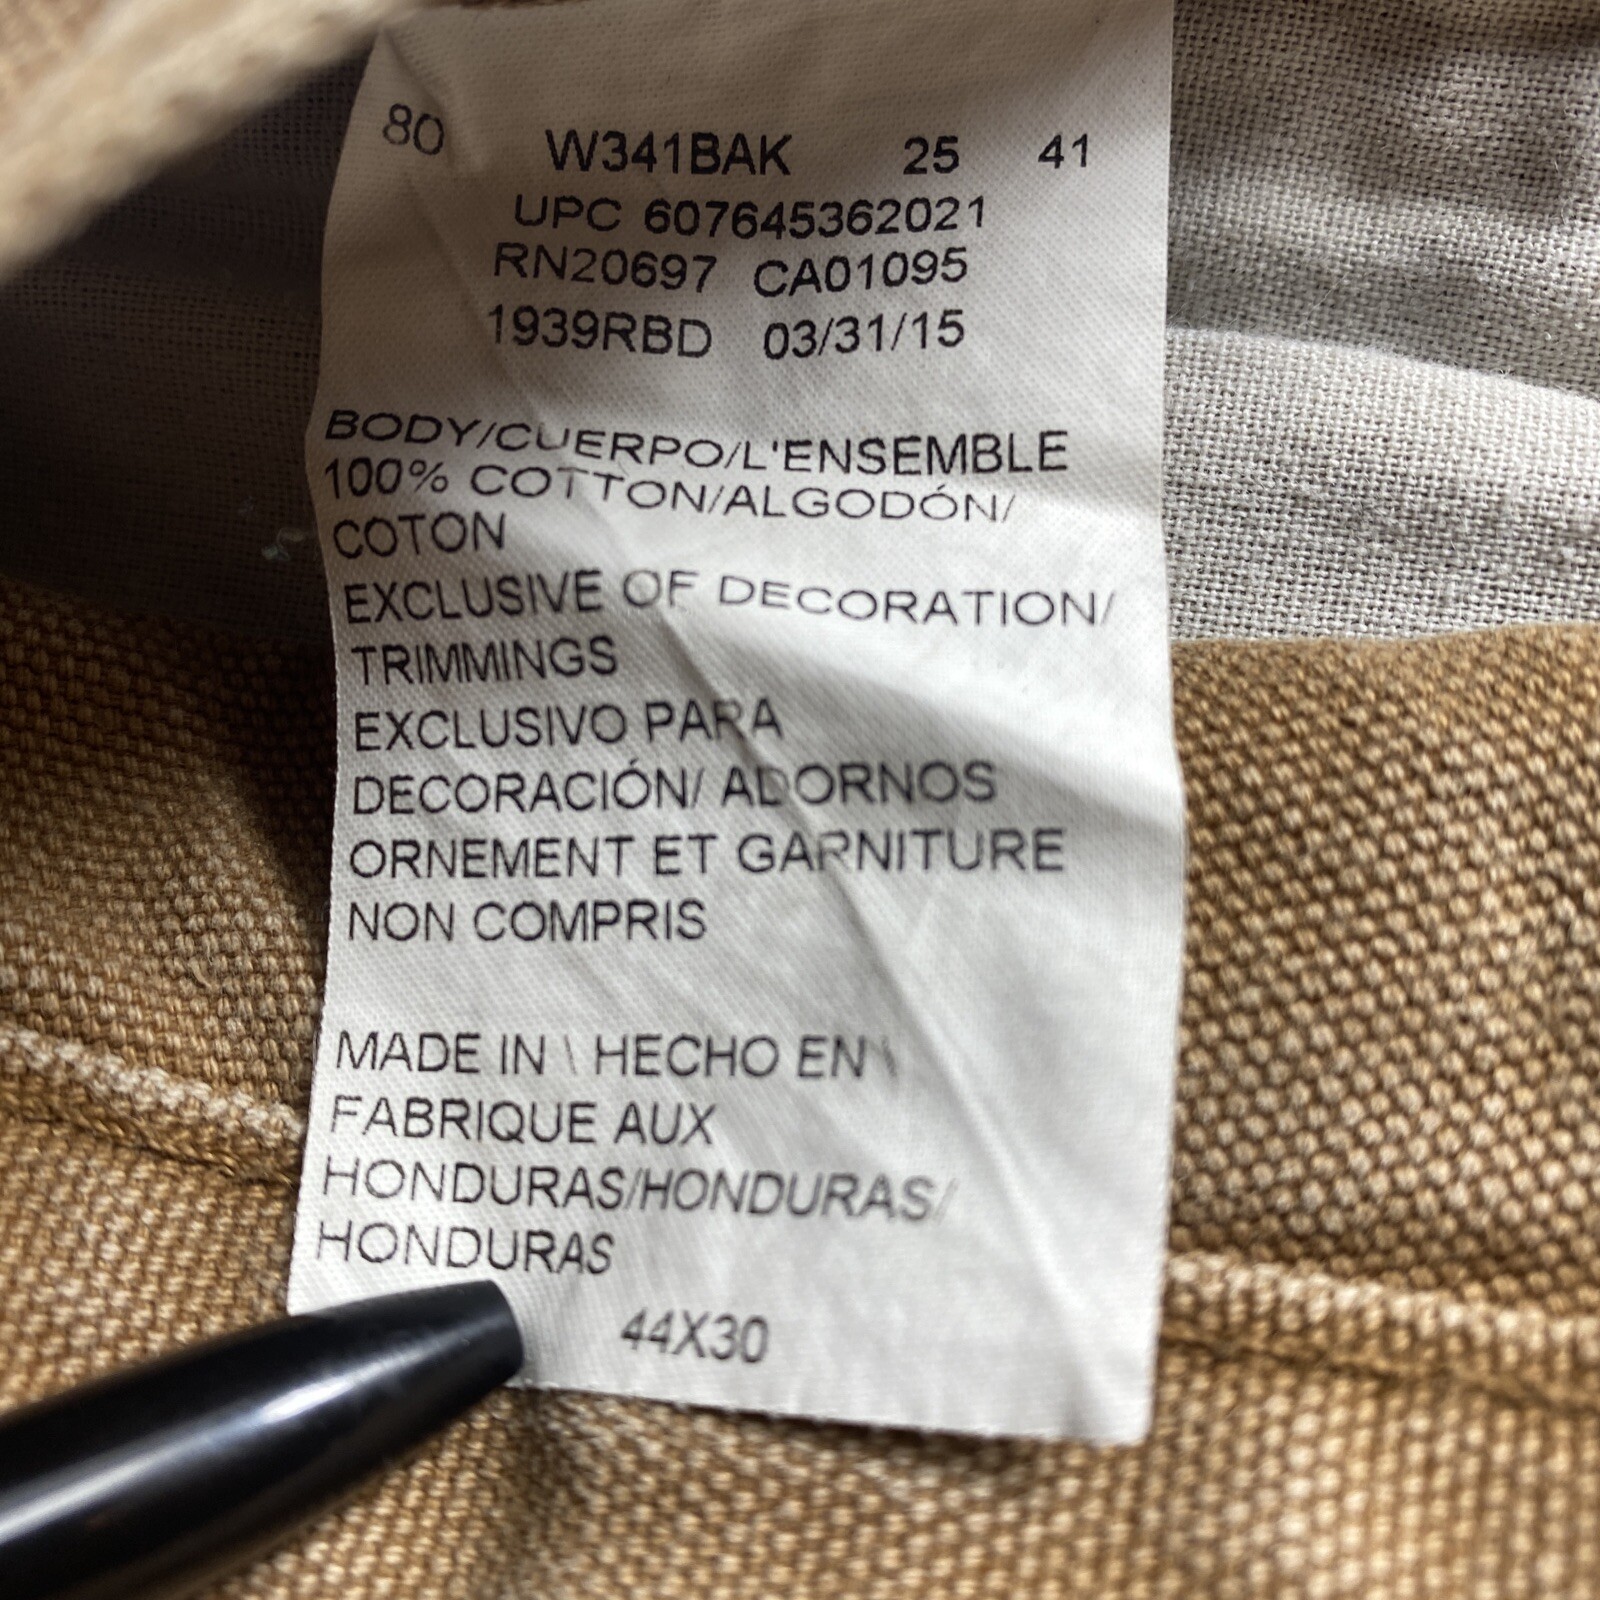 80 W341BAK 25 41
UPC 607645362021
RN20697 CA01095
1939RBD 03/31/15
BODY/CUERPO/L'ENSEMBLE
100% COTTON/ALGODÓN/
COTON
EXCLUSIVE OF DECORATION/
TRIMMINGS
EXCLUSIVO PARA
DECORACIÓN/ ADORNOS
ORNEMENT ET GARNITURE
NON COMPRIS
MADE IN \ HECHO EN \
FABRIQUE AUX
HONDURAS/HONDURAS/
HONDURAS
44X30